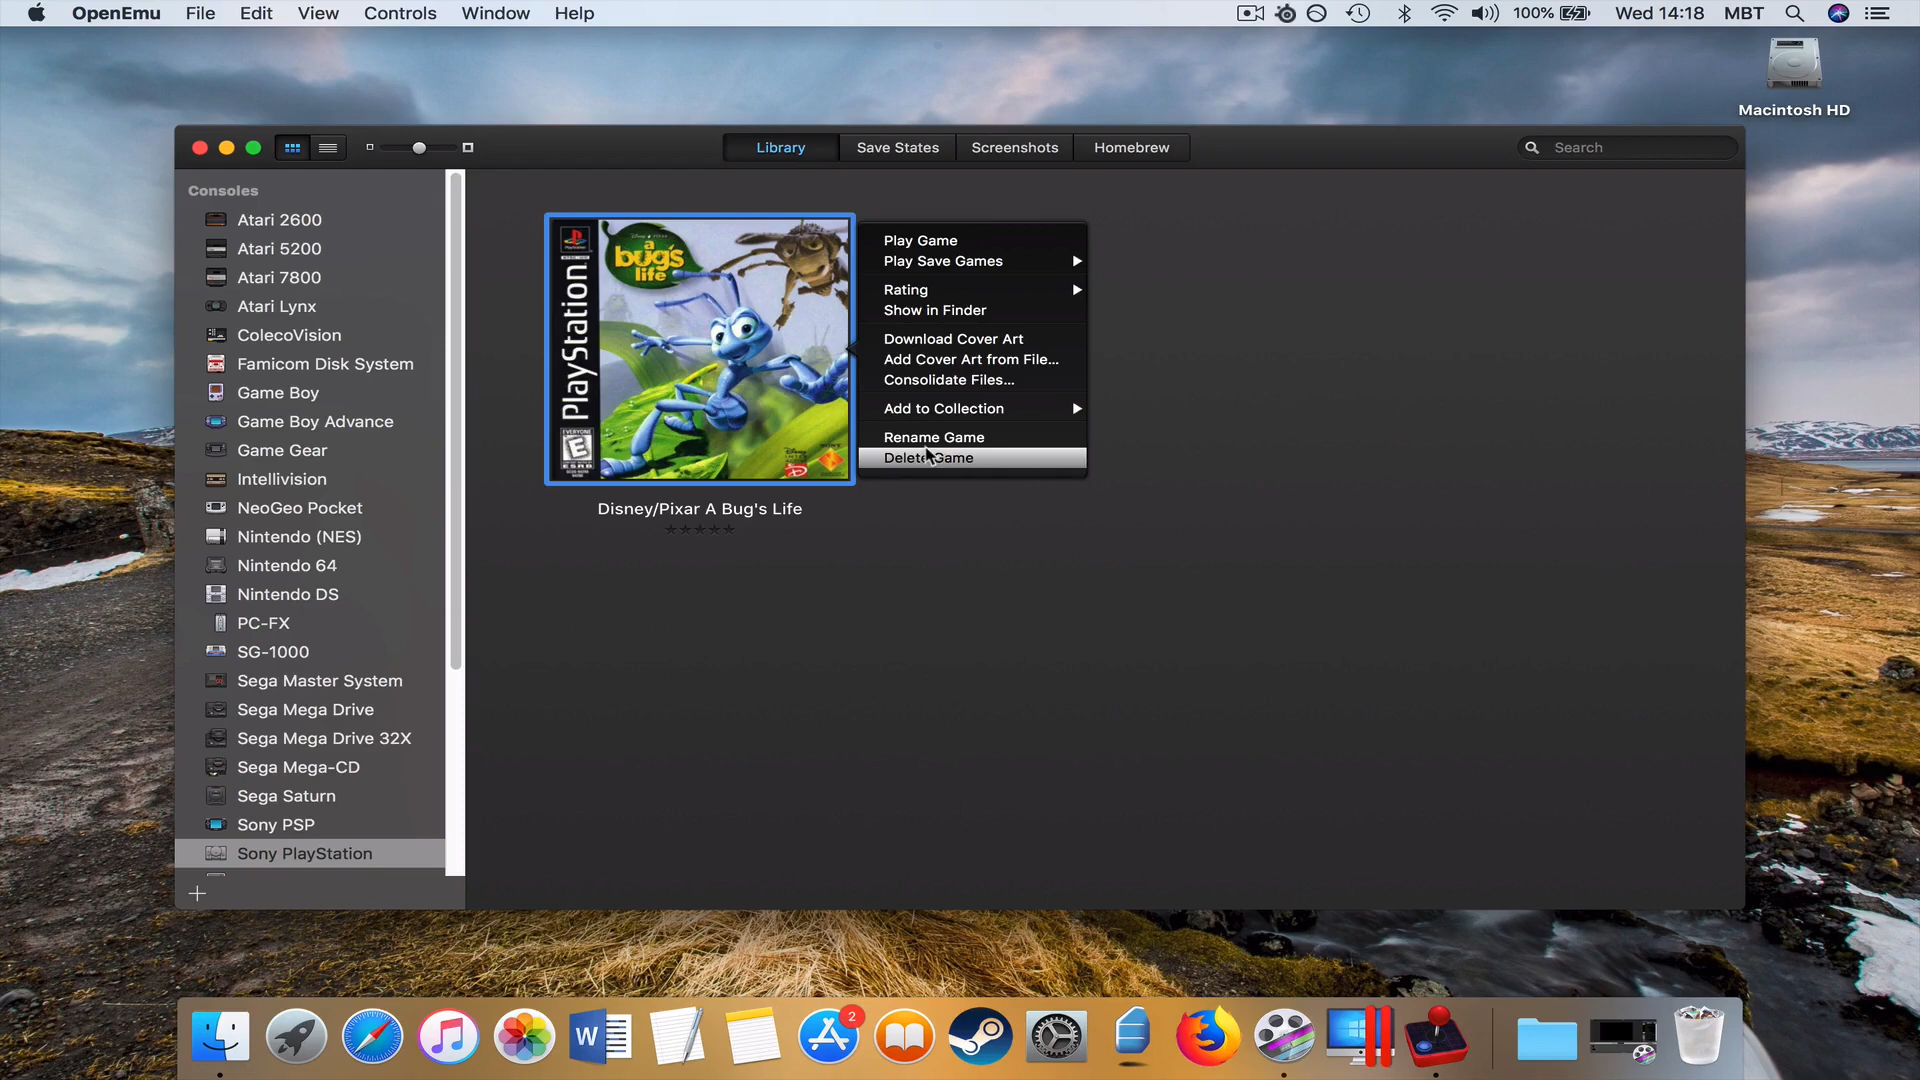 OpenEmu File Edit View Controls Window Help 100% Wed 14:18 MBT
Macintosh HD
Library Save States Screenshots Homebrew Search
Consoles
Atari 2600
Atari 5200
Atari 7800
Atari Lynx
ColecoVision
Famicom Disk System
Game Boy
Game Boy Advance
Game Gear
Intellivision
NeoGeo Pocket
Nintendo (NES)
Nintendo 64
Nintendo DS
PC-FX
SG-1000
Sega Master System
Sega Mega Drive
Sega Mega Drive 32X
Sega Mega-CD
Sega Saturn
Sony PSP
Sony PlayStation
PlayStation
a
bug's
life
EVERYONE
E
ESRB
SONY
Disney/Pixar A Bug's Life
Play Game
Play Save Games
Rating
Show in Finder
Download Cover Art
Add Cover Art from File...
Consolidate Files...
Add to Collection
Rename Game
Delete Game
W
2